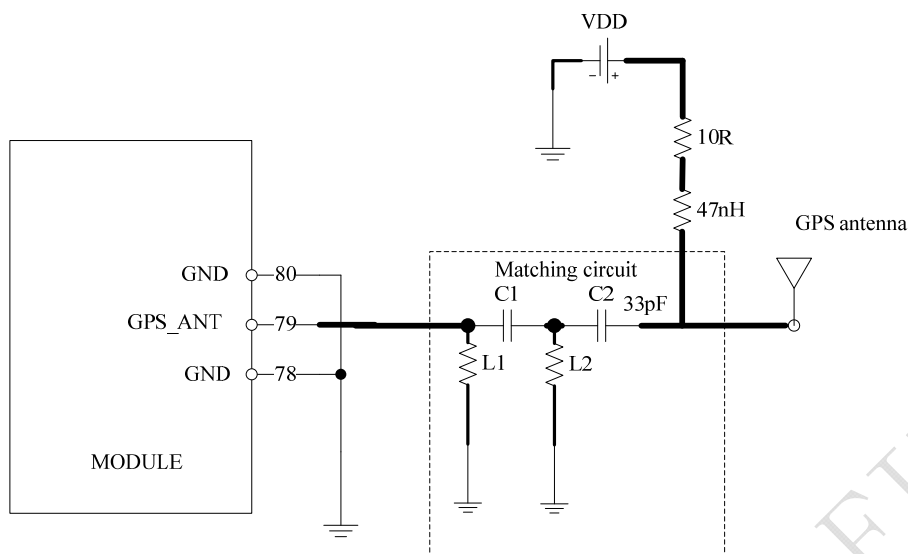 VDD
- +
10R
47nH
GPS antenna
Matching circuit
C1 C2 33pF
GND 80
GPS_ANT 79
GND 78
L1 L2
MODULE